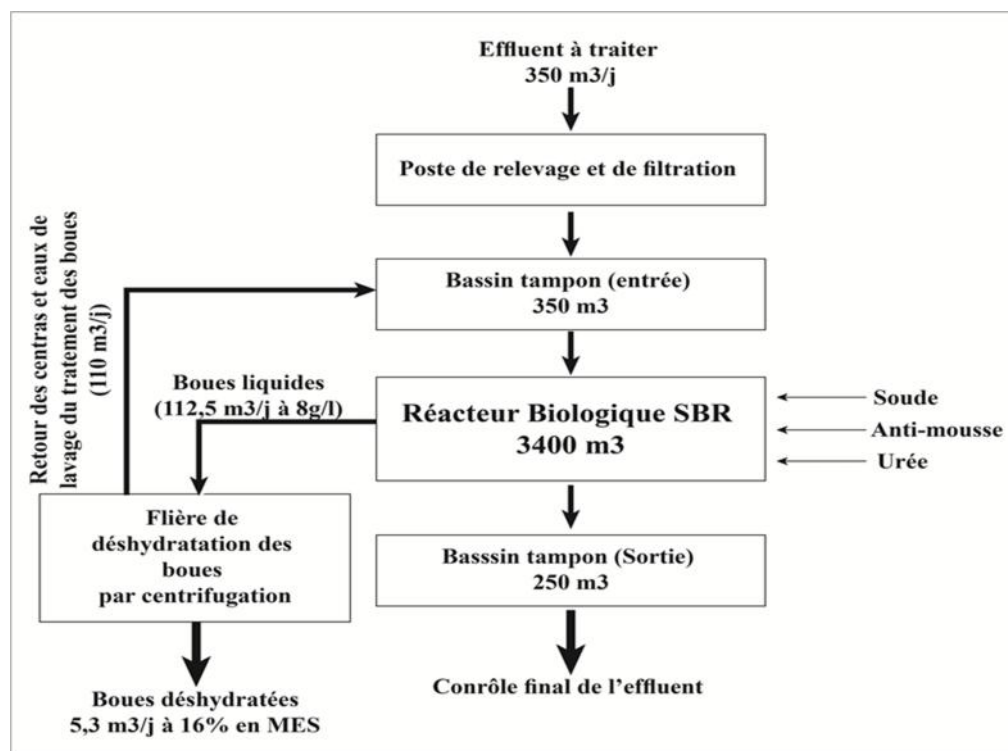 Effluent à traiter
350 m3/j
Poste de relevage et de filtration
Bassin tampon (entrée)
350 m3
Retour des centras et eaux de
lavage du tratement des boues
(110 m3/j)
Boues liquides
(112,5 m3/j à 8g/l)
Réacteur Biologique SBR
3400 m3
Soude
Anti-mousse
Urée
Flière de
déshydratation des
boues
par centrifugation
Basssin tampon (Sortie)
250 m3
Boues déshydratées
5,3 m3/j à 16% en MES
Conrôle final de l'effluent